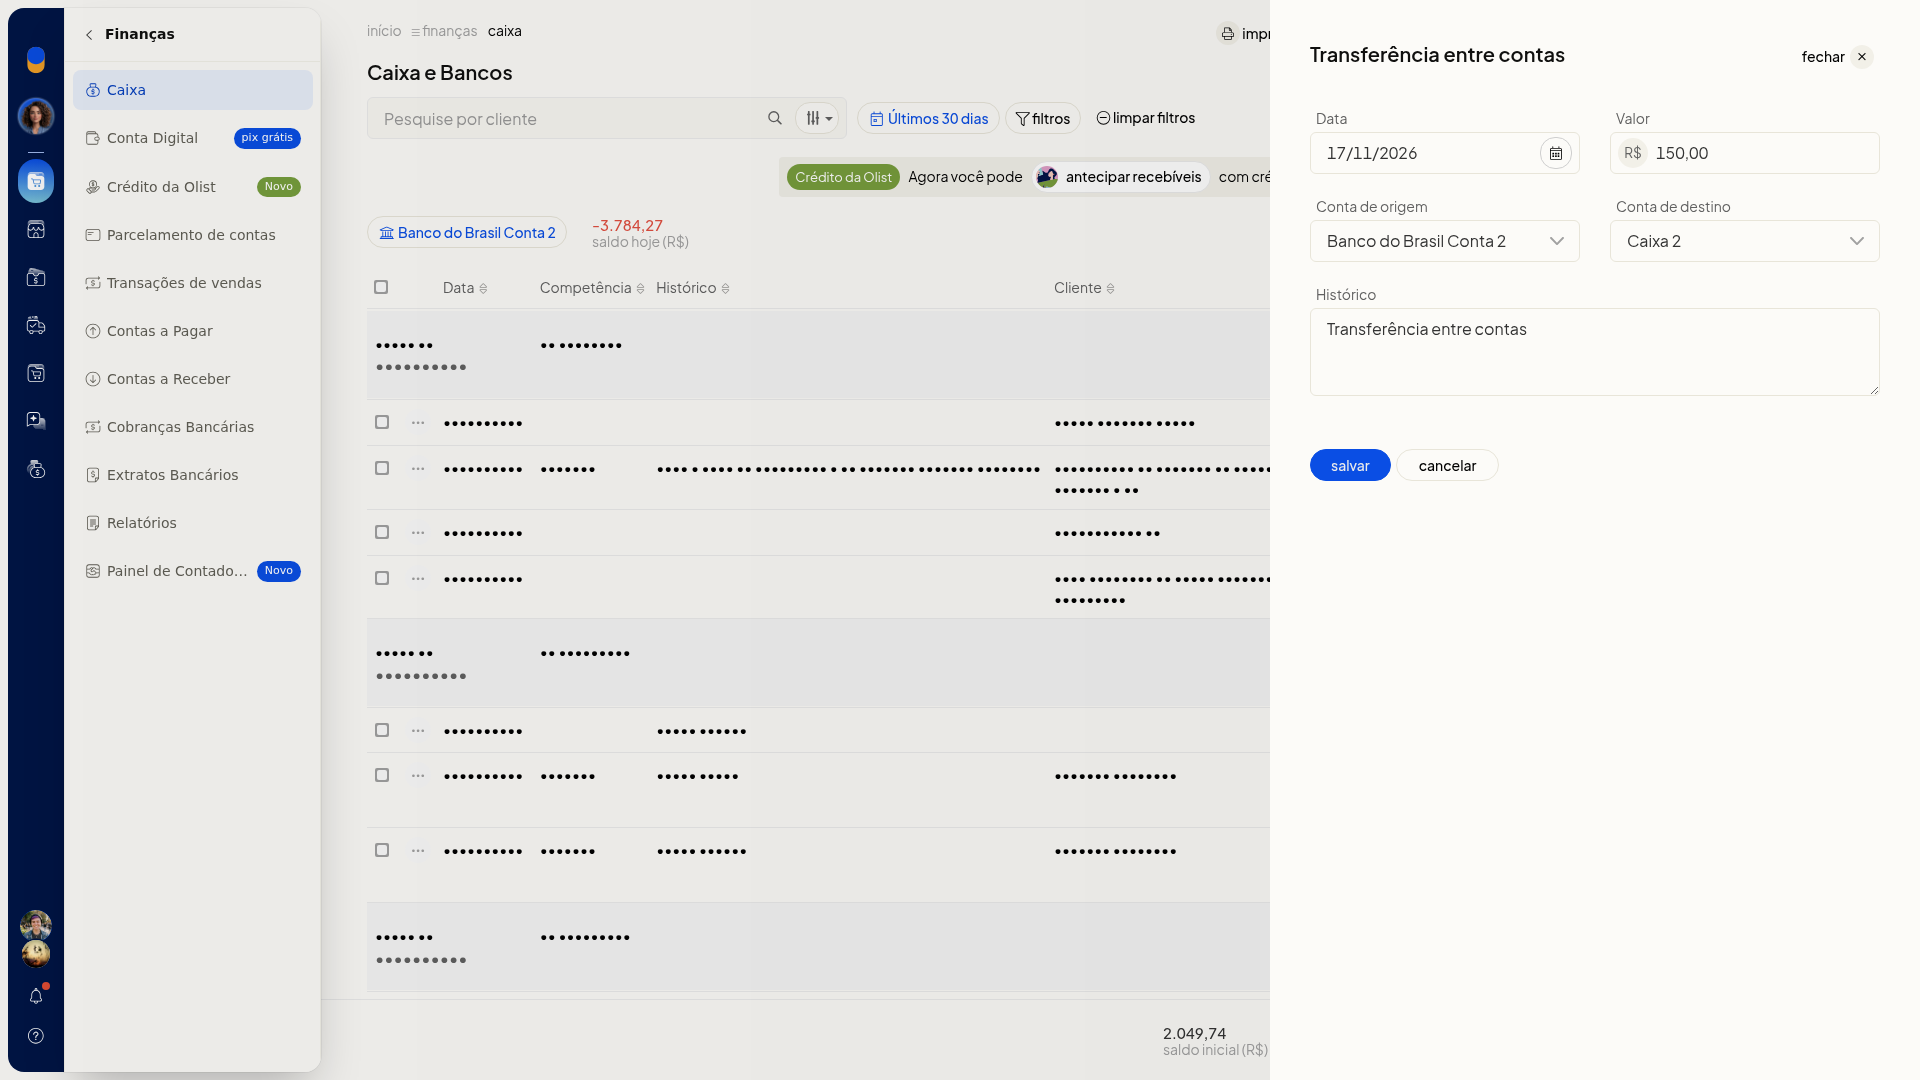 Finanças
Caixa
Conta Digital
pix grátis
Crédito da Olist
Novo
Parcelamento de contas
Transações de vendas
Contas a Pagar
Contas a Receber
Cobranças Bancárias
Extratos Bancários
Relatórios
Painel de Contado...
Novo
início
finanças
caixa
impr
Caixa e Bancos
Pesquise por cliente
Últimos 30 dias
filtros
limpar filtros
Crédito da Olist
Agora você pode
antecipar recebíveis
com cré
Banco do Brasil Conta 2
-3.784,27
saldo hoje (R$)
Data
Competência
Histórico
Cliente
2.049,74
saldo inicial (R$)
Transferência entre contas
fechar
Data
Valor
17/11/2026
R$
150,00
Conta de origem
Conta de destino
Banco do Brasil Conta 2
Caixa 2
Histórico
Transferência entre contas
salvar
cancelar